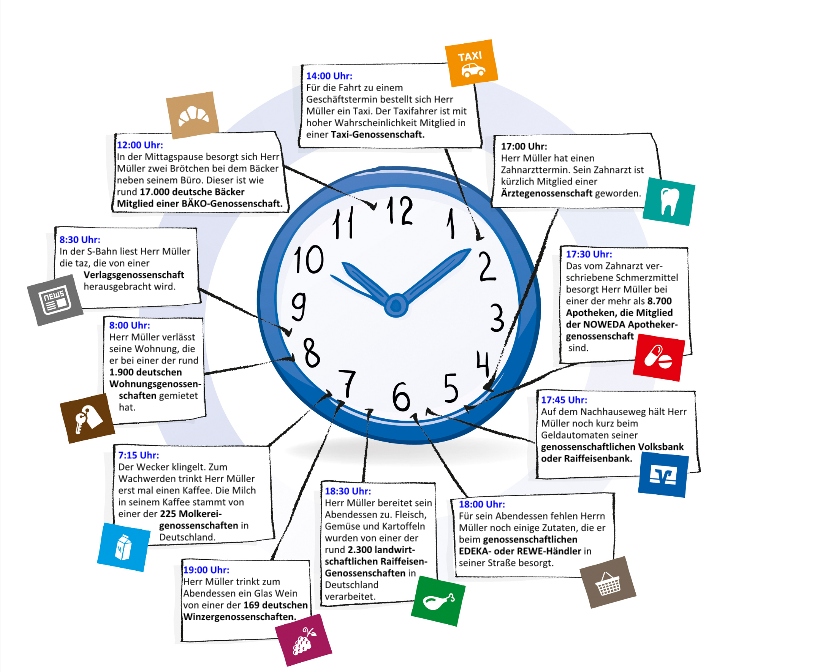 TAXI
14:00 Uhr:
Für die Fahrt zu einem
Geschäftstermin bestellt sich Herr
Müller ein Taxi. Der Taxifahrer ist mit
hoher Wahrscheinlichkeit Mitglied in
einer Taxi-Genossenschaft.
12:00 Uhr:
In der Mittagspause besorgt sich Herr
Müller zwei Brötchen bei dem Bäcker
neben seinem Büro. Dieser ist wie
rund 17.000 deutsche Bäcker
Mitglied einer BÄKO-Genossenschaft.
17:00 Uhr:
Herr Müller hat einen
Zahnarzttermin. Sein Zahnarzt ist
kürzlich Mitglied einer
Ärztegenossenschaft geworden.
8:30 Uhr:
In der S-Bahn liest Herr Müller
die taz, die von einer
Verlagsgenossenschaft
herausgebracht wird.
NEWS
17:30 Uhr:
Das vom Zahnarzt ver-
schriebene Schmerzmittel
besorgt Herr Müller bei
einer der mehr als 8.700
Apotheken, die Mitglied
der NOWEDA Apotheker-
genossenschaft
sind.
8:00 Uhr:
Herr Müller verlässt
seine Wohnung, die
er bei einer der rund
1.900 deutschen
Wohnungsgenossen-
schaften gemietet
hat.
12
1
2
3
4
5
6
7
8
9
10
11
17:45 Uhr:
Auf dem Nachhauseweg hält Herr
Müller noch kurz beim
Geldautomaten seiner
genossenschaftlichen Volksbank
oder Raiffeisenbank.
7:15 Uhr:
Der Wecker klingelt. Zum
Wachwerden trinkt Herr Müller
erst mal einen Kaffee. Die Milch
in seinem Kaffee stammt von
einer der 225 Molkerei-
genossenschaften in
Deutschland.
18:30 Uhr:
Herr Müller bereitet sein
Abendessen zu. Fleisch,
Gemüse und Kartoffeln
wurden von einer der
rund 2.300 landwirt-
schaftlichen Raiffeisen-
Genossenschaften in
Deutschland
verarbeitet.
18:00 Uhr:
Für sein Abendessen fehlen Herrn
Müller noch einige Zutaten, die er
beim genossenschaftlichen
EDEKA- oder REWE-Händler in
seiner Straße besorgt.
19:00 Uhr:
Herr Müller trinkt zum
Abendessen ein Glas Wein
von einer der 169 deutschen
Winzergenossenschaften.